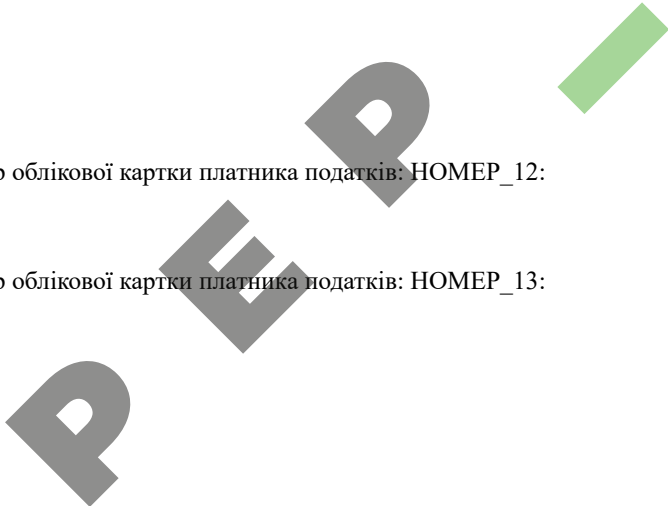 р облікової картки платника податків: НОМЕР_12:
р облікової картки платника податків: НОМЕР_13:
P E P